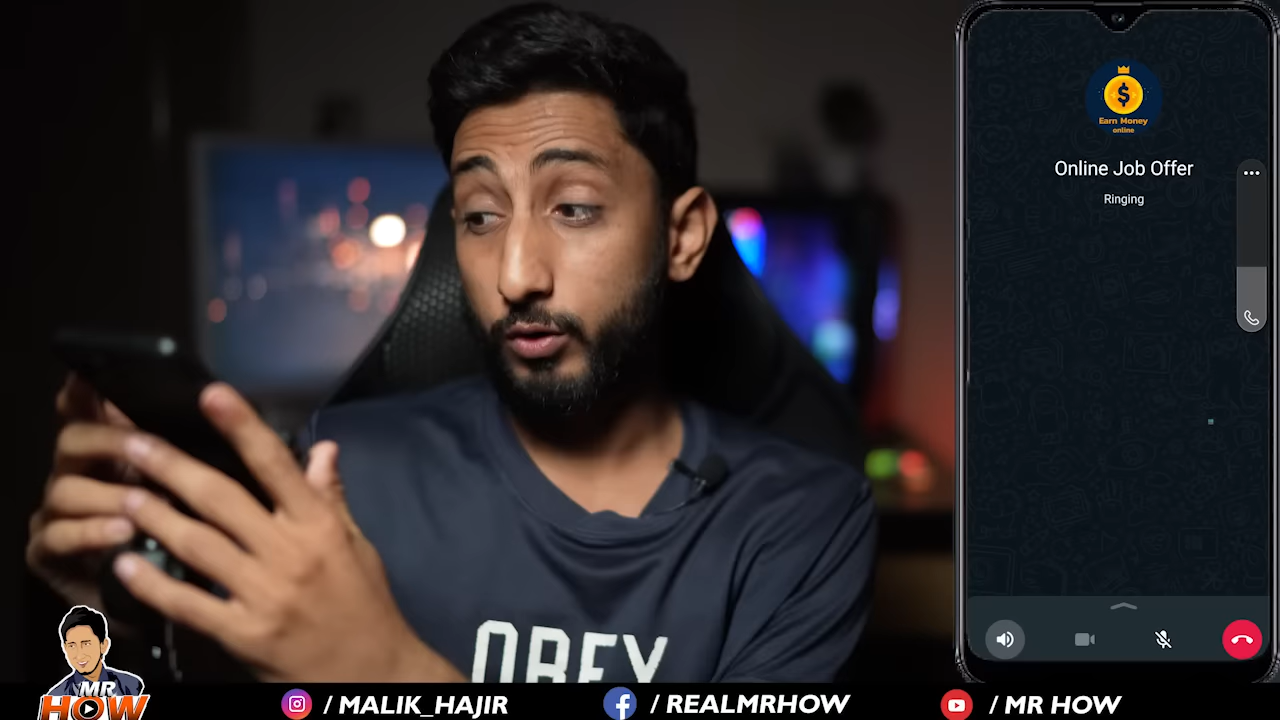 $
Earn Money
online
Online Job Offer
Ringing
OBEY
MR
HOW
/ MALIK_HAJIR
/ REALMRHOW
/ MR HOW